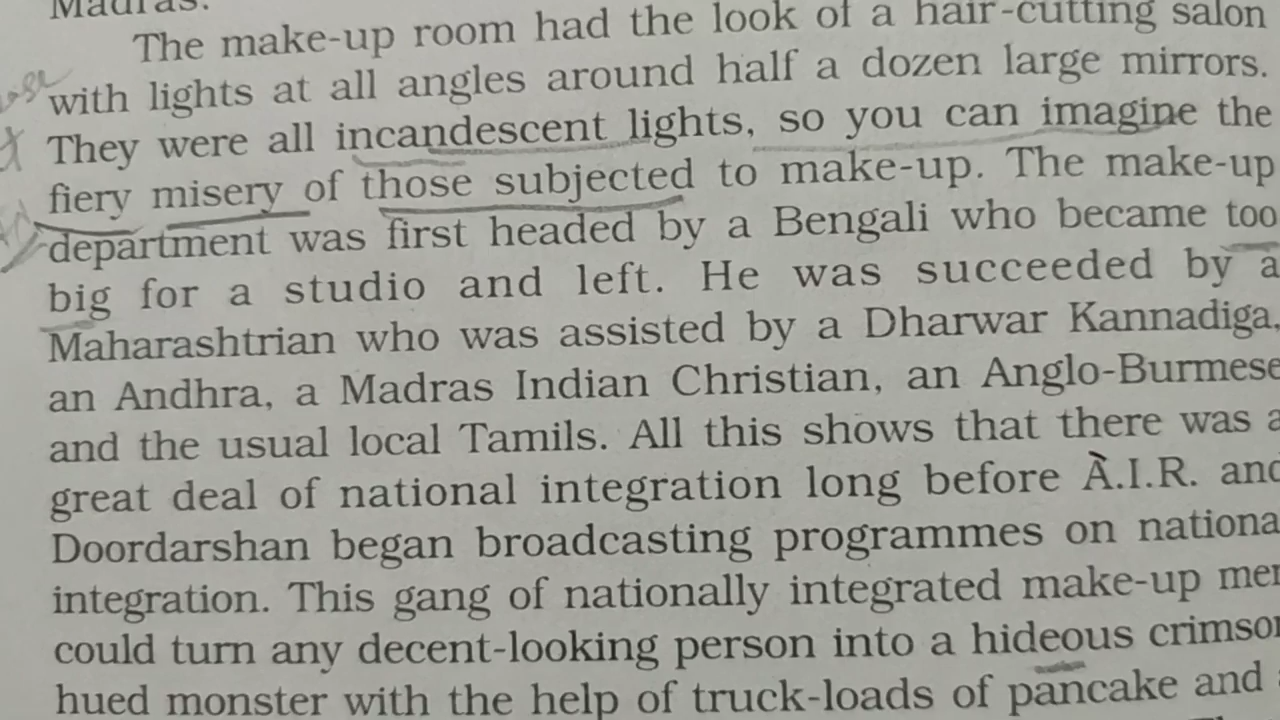 Madras.
The make-up room had the look of a hair-cutting salon
with lights at all angles around half a dozen large mirrors.
They were all incandescent lights, so you can imagine the
fiery misery of those subjected to make-up. The make-up
department was first headed by a Bengali who became too
big for a studio and left. He was succeeded by a
Maharashtrian who was assisted by a Dharwar Kannadiga,
an Andhra, a Madras Indian Christian, an Anglo-Burmese
and the usual local Tamils. All this shows that there was a
great deal of national integration long before A.I.R. and
Doordarshan began broadcasting programmes on nationa
integration. This gang of nationally integrated make-up mer
could turn any decent-looking person into a hideous crimson
hued monster with the help of truck-loads of pancake and